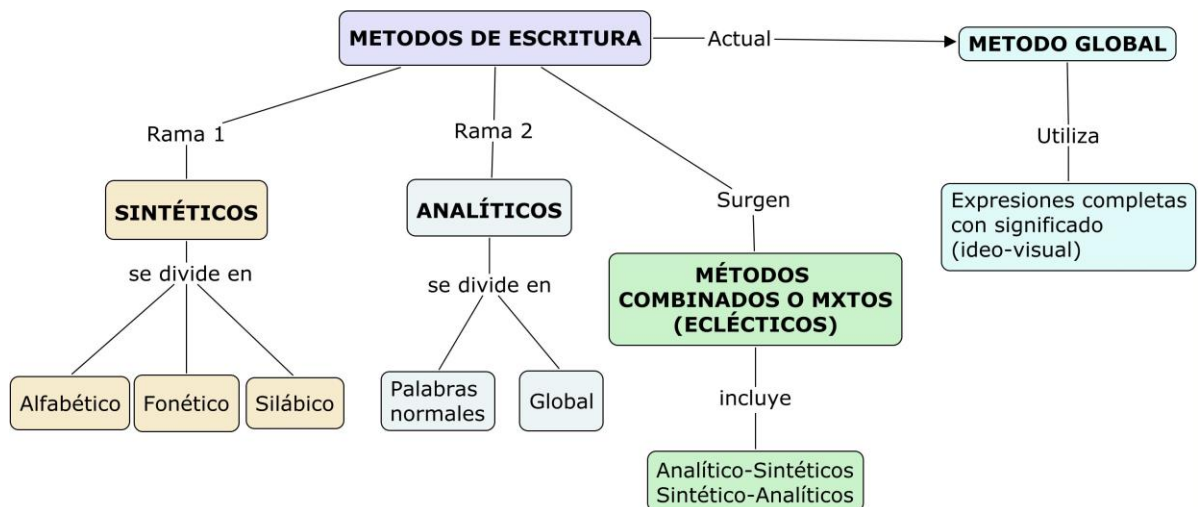 METODOS DE ESCRITURA
Actual
METODO GLOBAL
Rama 1
Rama 2
Utiliza
SINTÉTICOS
ANALÍTICOS
Surgen
Expresiones completas
con significado
(ideo-visual)
se divide en
se divide en
MÉTODOS
COMBINADOS O MXTOS
(ECLÉCTICOS)
Alfabético
Fonético
Silábico
Palabras
normales
Global
incluye
Analítico-Sintéticos
Sintético-Analíticos